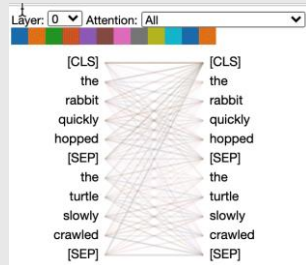 Layer: 0 Attention: All
[CLS] [CLS]
the the
rabbit rabbit
quickly quickly
hopped hopped
[SEP] [SEP]
the the
turtle turtle
slowly slowly
crawled crawled
[SEP] [SEP]